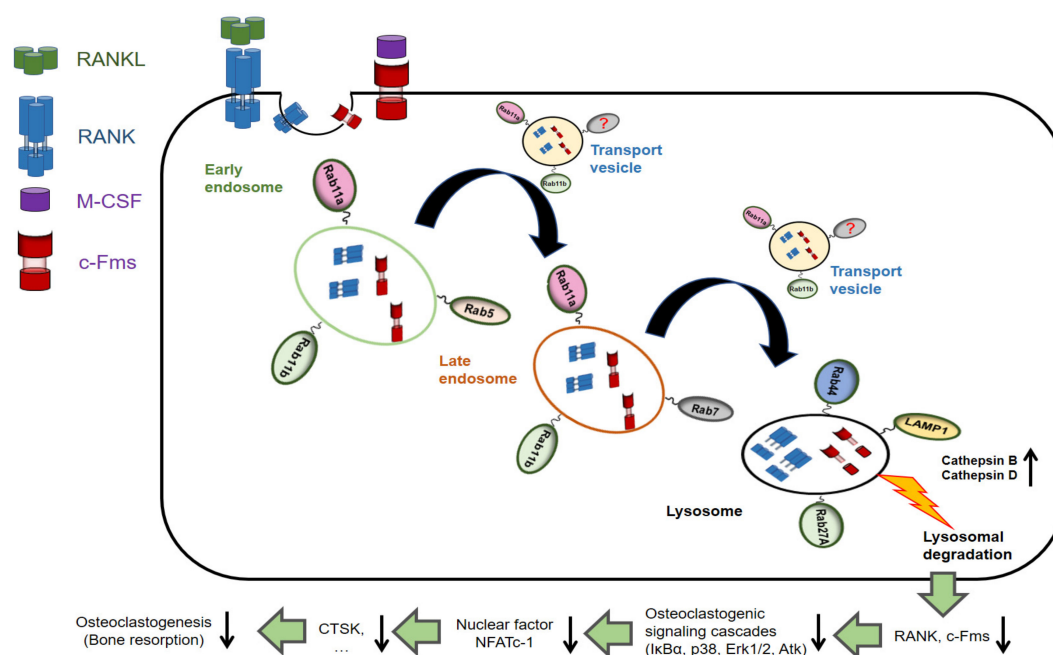 RANKL
RANK
M-CSF
c-Fms
Early
endosome
Rab11a
Rab5
Rab11b
Rab11a
?
Rab11b
Transport
vesicle
Late
endosome
Rab11a
Rab7
Rab11b
Rab11a
?
Rab11b
Transport
vesicle
Rab44
LAMP1
Rab27A
Lysosome
Cathepsin B
Cathepsin D
Lysosomal
degradation
RANK, c-Fms
Osteoclastogenic
signaling cascades
(IκBα, p38, Erk1/2, Atk)
Nuclear factor
NFATc-1
CTSK,
...
Osteoclastogenesis
(Bone resorption)